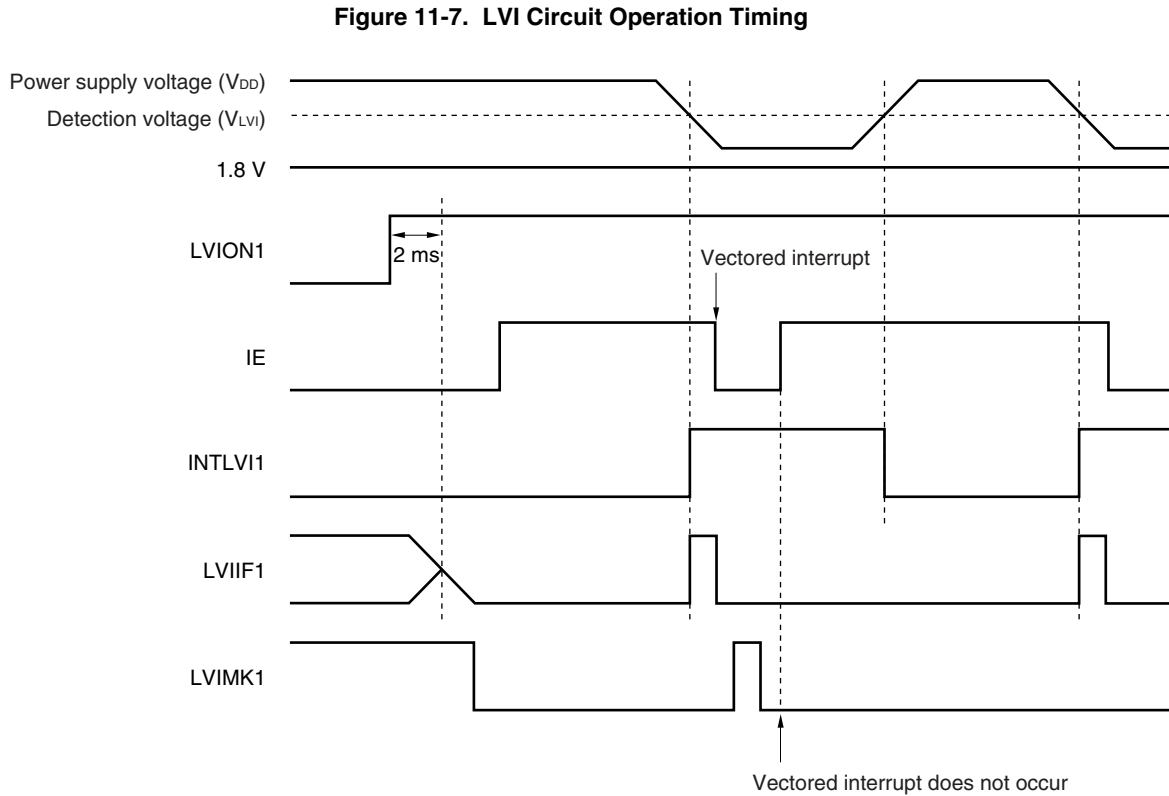 Figure 11-7. LVI Circuit Operation Timing
Power supply voltage (VDD)
Detection voltage (VLVI)
1.8 V
LVION1
2 ms
Vectored interrupt
IE
INTLVI1
LVIIF1
LVIMK1
Vectored interrupt does not occur